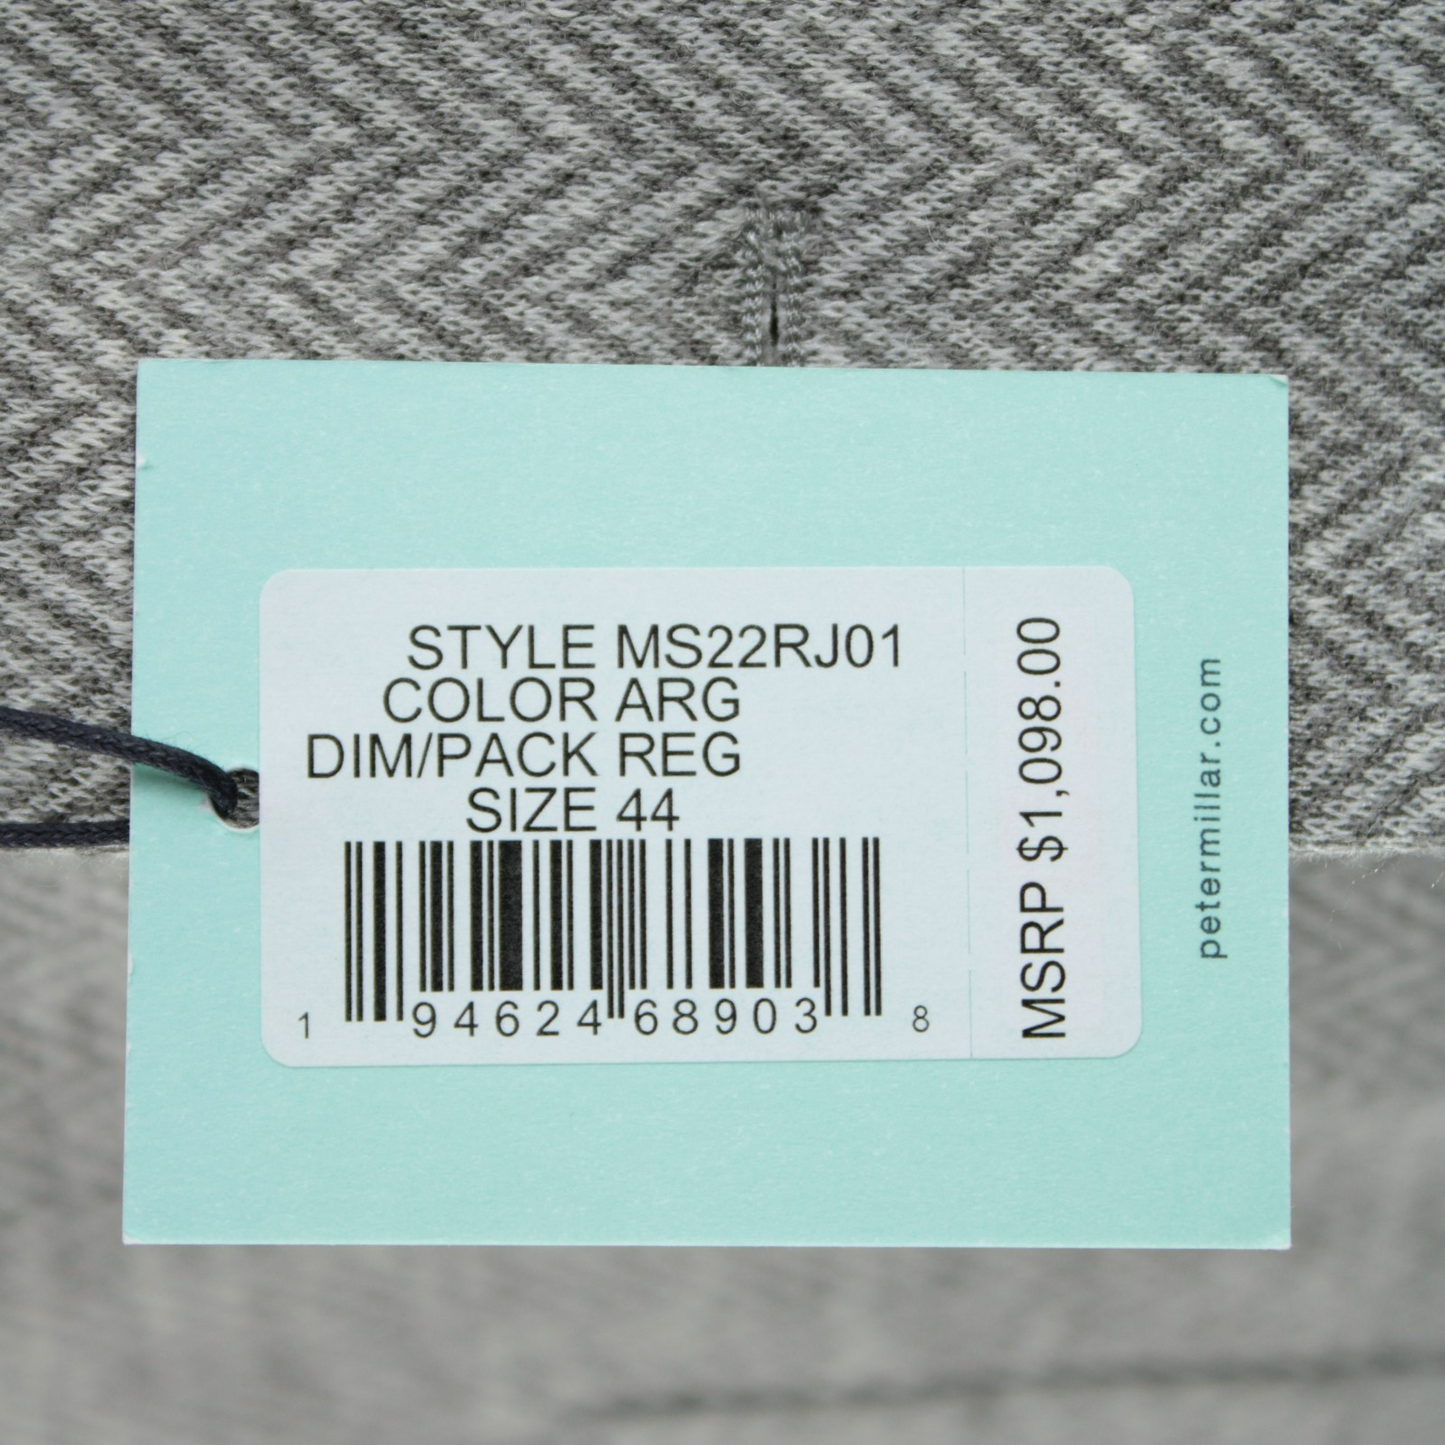 STYLE MS22RJ01
COLOR ARG
DIM/PACK REG
SIZE 44
1 94624 68903 8
MSRP $1,098.00
petermillar.com